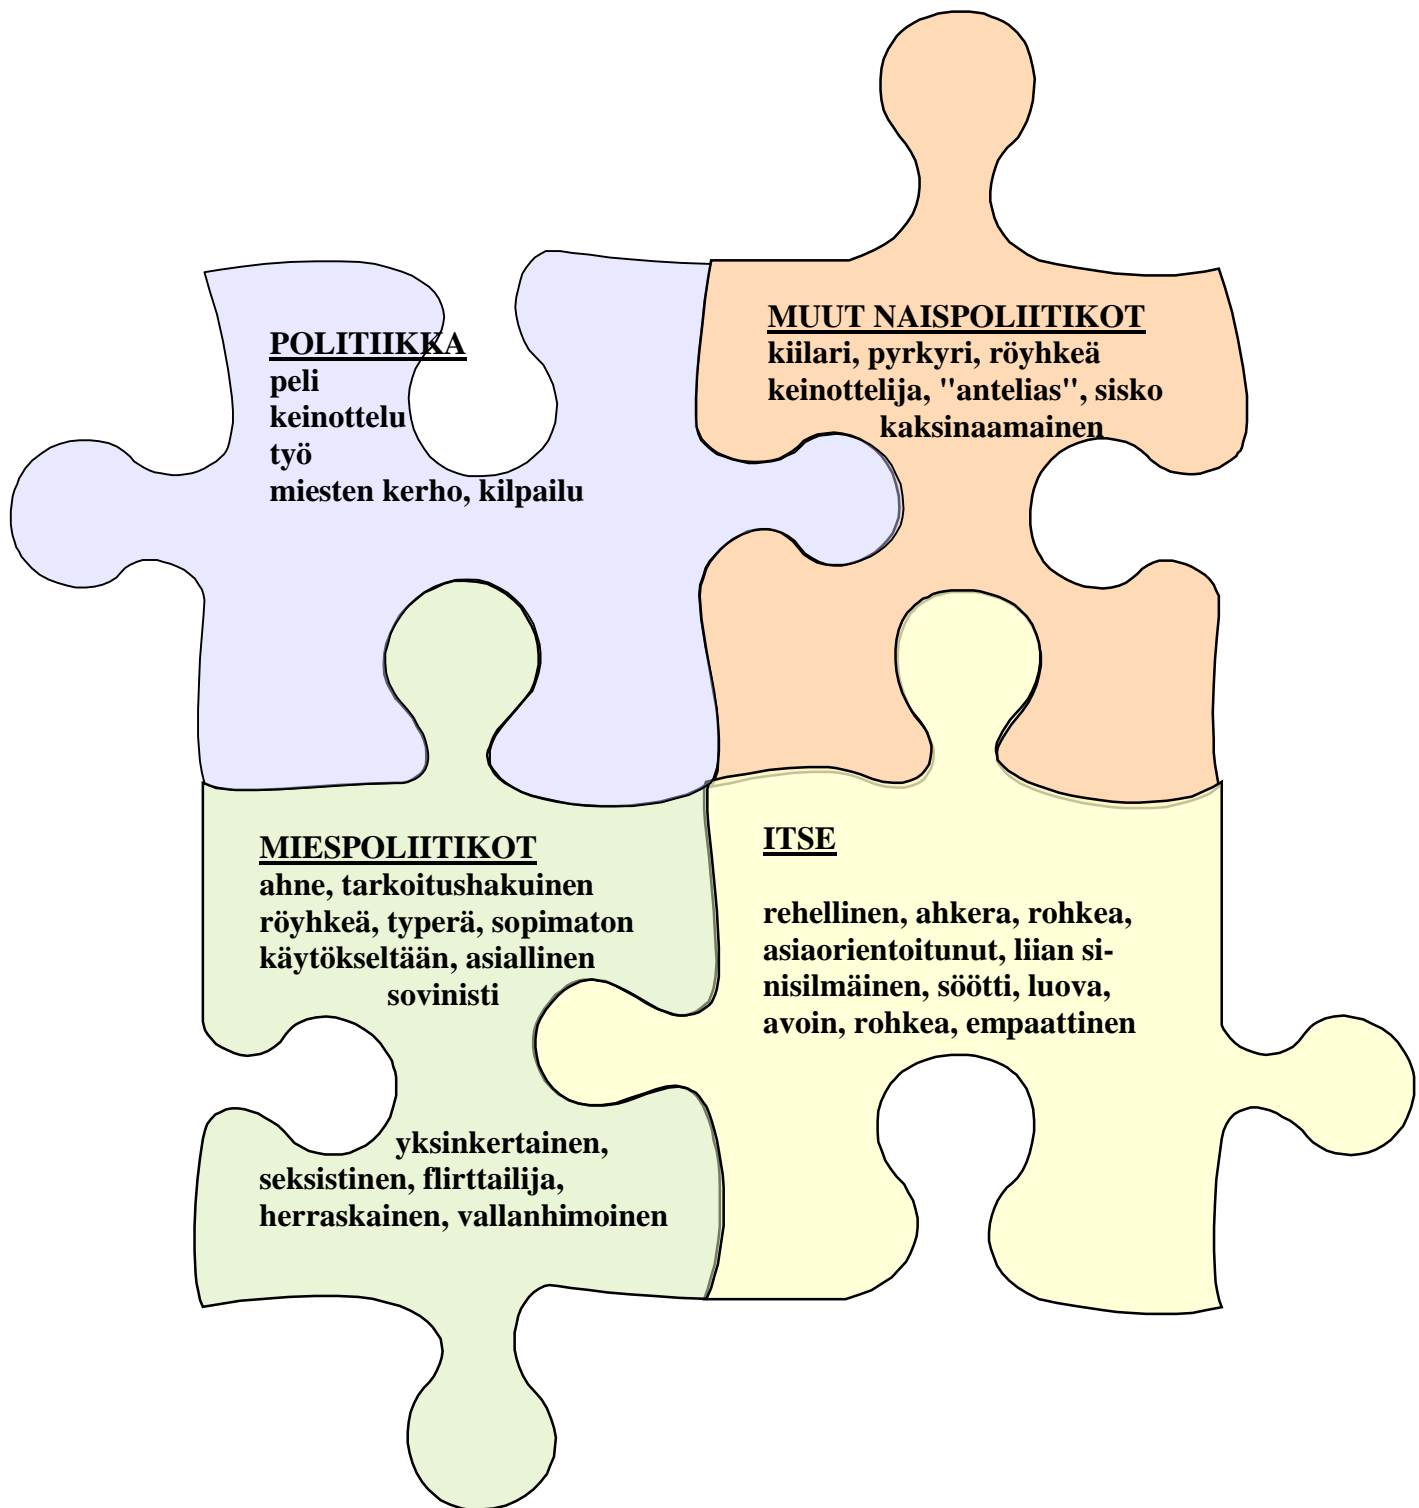 POLITIIKKA
peli
keinottelu
työ
miesten kerho, kilpailu
MUUT NAISPOLIITIKOT
kiilari, pyrkyri, röyhkeä
keinottelija, "antelias", sisko
kaksinaamainen
MIESPOLIITIKOT
ahne, tarkoitushakuinen
röyhkeä, typerä, sopimaton
käytökseltään, asiallinen
sovinisti
yksinkertainen,
seksistinen, flirttailija,
herraskainen, vallanhimoinen
ITSE
rehellinen, ahkera, rohkea,
asiaorientoitunut, liian si-
nisilmäinen, söötti, luova,
avoin, rohkea, empaattinen